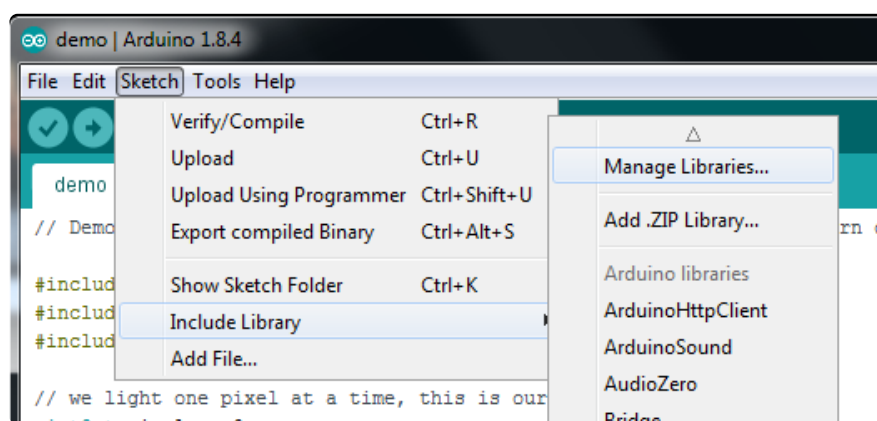 demo | Arduino 1.8.4
File Edit Sketch Tools Help
Verify/Compile Ctrl+R
Upload Ctrl+U
Upload Using Programmer Ctrl+Shift+U
Export compiled Binary Ctrl+Alt+S
Show Sketch Folder Ctrl+K
Include Library
Add File...
Manage Libraries...
Add .ZIP Library...
Arduino libraries
ArduinoHttpClient
ArduinoSound
AudioZero
Bridge
demo
// Demo
rn
#includ
#includ
#includ
// we light one pixel at a time, this is our